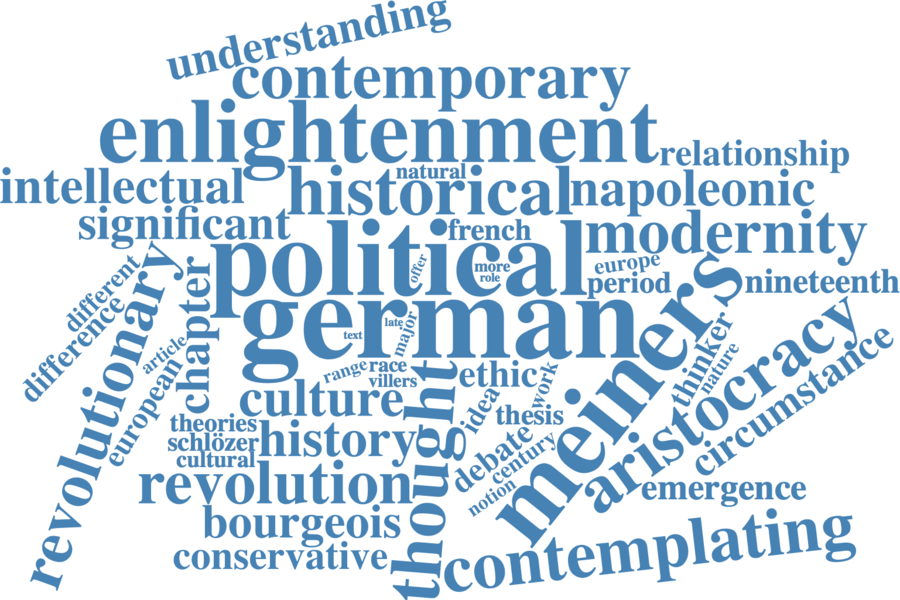 understanding
contemporary
enlightenment
relationship
intellectual
natural
historical
napoleonic
significant
french
modernity
political
offer
more
role
europe
period
nineteenth
different
difference
revolutionary
chapter
german
text
late
major
meiners
article
european
range
race
villers
ethic
work
thinker
nature
aristocracy
circumstance
culture
thought
idea
thesis
theories
schlözer
cultural
history
debate
century
notion
revolution
emergence
bourgeois
conservative
contemplating